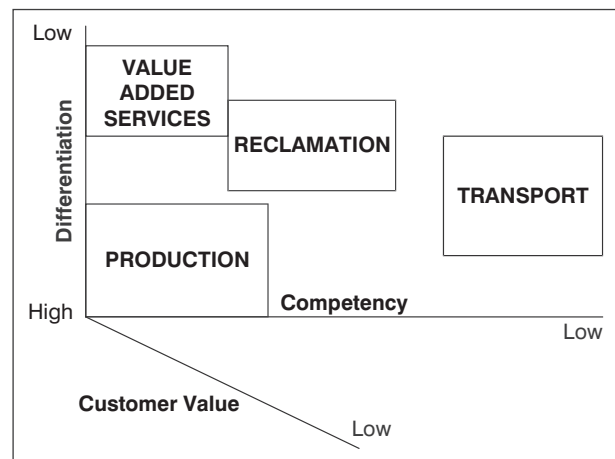 Low
VALUE
ADDED
SERVICES
RECLAMATION
Differentiation
TRANSPORT
PRODUCTION
High
Competency
Low
Customer Value
Low